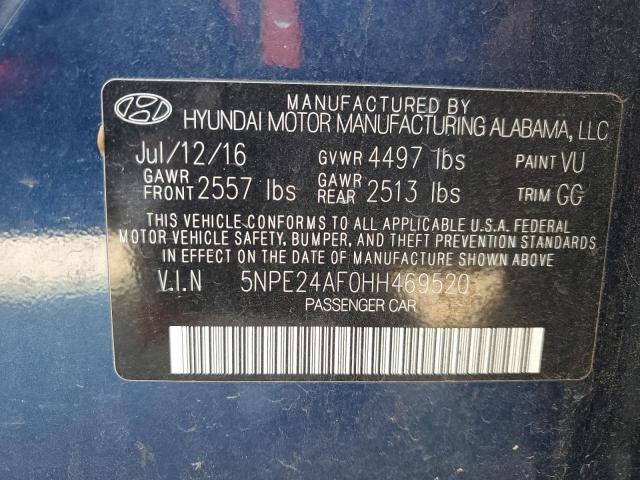 MANUFACTURED BY
HYUNDAI MOTOR MANUFACTURING ALABAMA, LLC
Jul/12/16 GVWR 4497 lbs PAINT VU
GAWR FRONT 2557 lbs GAWR REAR 2513 lbs TRIM GG
THIS VEHICLE CONFORMS TO ALL APPLICABLE U.S.A. FEDERAL
MOTOR VEHICLE SAFETY, BUMPER, AND THEFT PREVENTION STANDARDS
IN EFFECT ON THE DATE OF MANUFACTURE SHOWN ABOVE.
V.I.N 5NPE24AF0HH469520
PASSENGER CAR